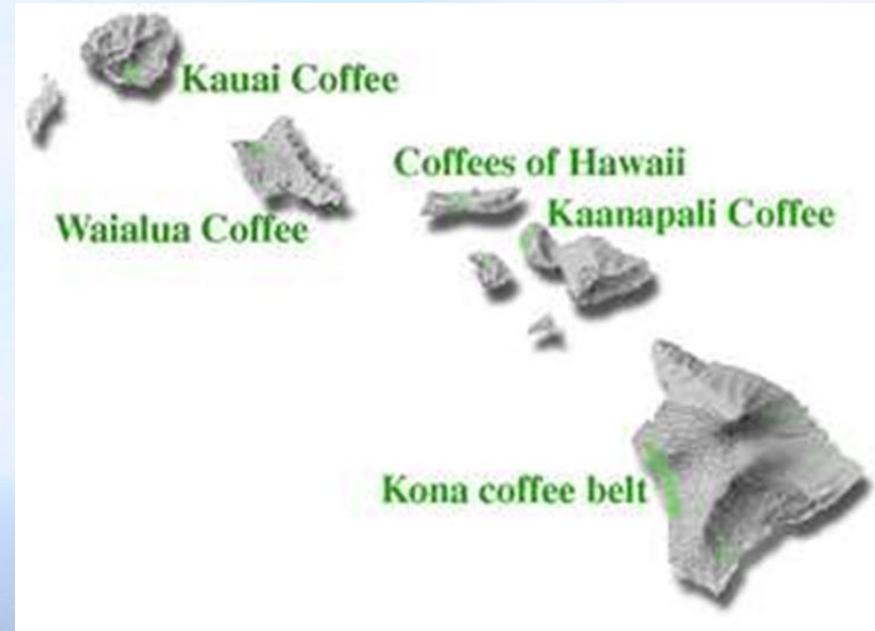 Kauai Coffee
Coffees of Hawaii
Kaanapali Coffee
Waialua Coffee
Kona coffee belt